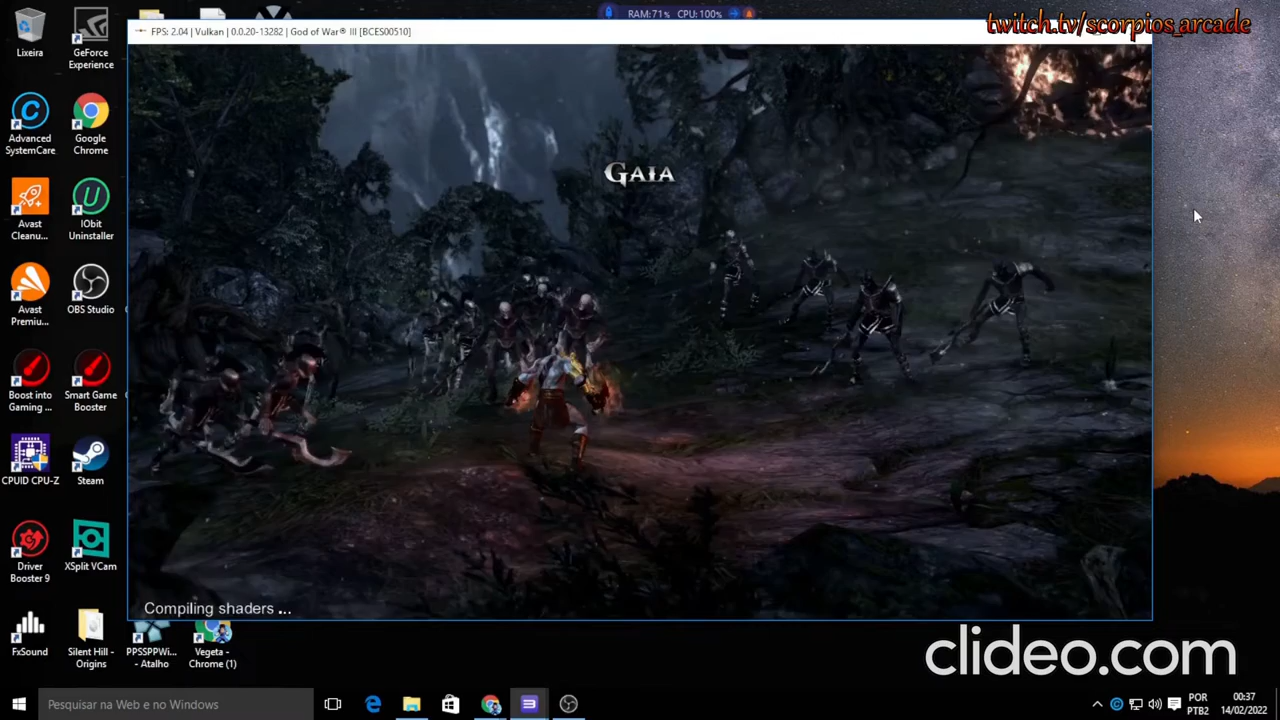 RAM:71% CPU:100%
twitch.tv/scorpios_arcade
FPS: 2.04 | Vulkan | 0.0.20-13282 | God of War® III [BCES00510]
Lixeira
GeForce
Experience
Advanced
SystemCare
Google
Chrome
Avast
Cleanu...
IObit
Uninstaller
Avast
Premiu...
OBS Studio
Boost into
Gaming ...
Smart Game
Booster
CPUID CPU-Z
Steam
Driver
Booster 9
XSplit VCam
FxSound
Silent Hill -
Origins
PPSSPPWi...
- Atalho
Vegeta -
Chrome (1)
GAIA
Compiling shaders ...
clideo.com
Pesquisar na Web e no Windows
POR
PTB2
00:37
14/02/2022